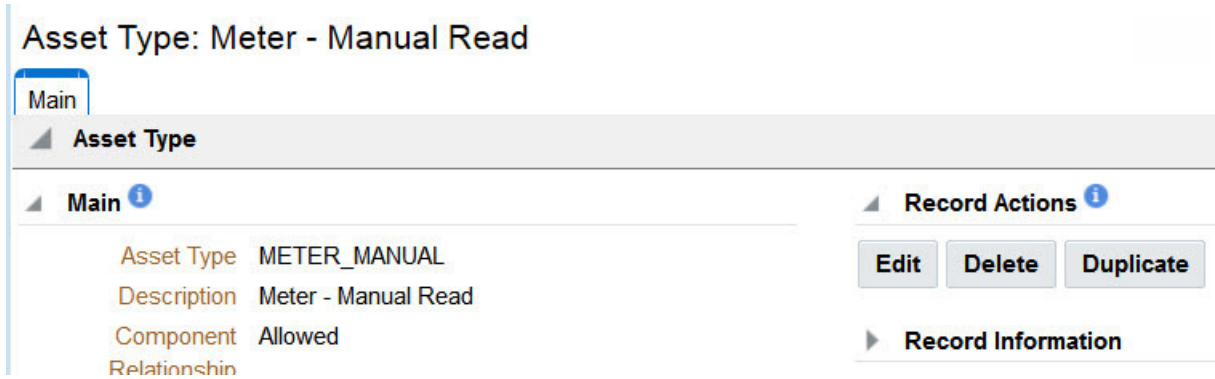 Asset Type: Meter - Manual Read
Main
Asset Type
Main
Asset Type METER_MANUAL
Description Meter - Manual Read
Component Allowed
Relationship
Record Actions
Edit Delete Duplicate
Record Information